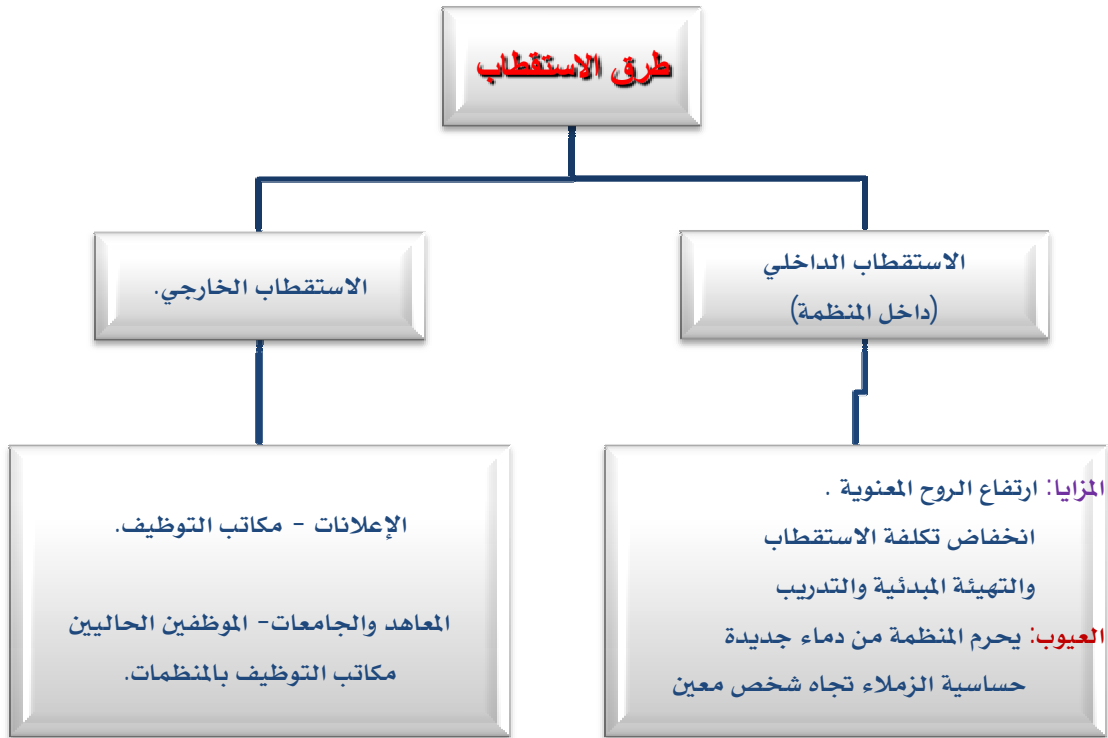 طرق الاستقطاب
الاستقطاب الداخلي
(داخل المنظمة)
الاستقطاب الخارجي.
المزايا: ارتفاع الروح المعنوية .
انخفاض تكلفة الاستقطاب
والتهيئة المبدئية والتدريب
العيوب: يحرم المنظمة من دماء جديدة
حساسية الزملاء تجاه شخص معين
الإعلانات - مكاتب التوظيف.
المعاهد والجامعات- الموظفين الحاليين
مكاتب التوظيف بالمنظمات.